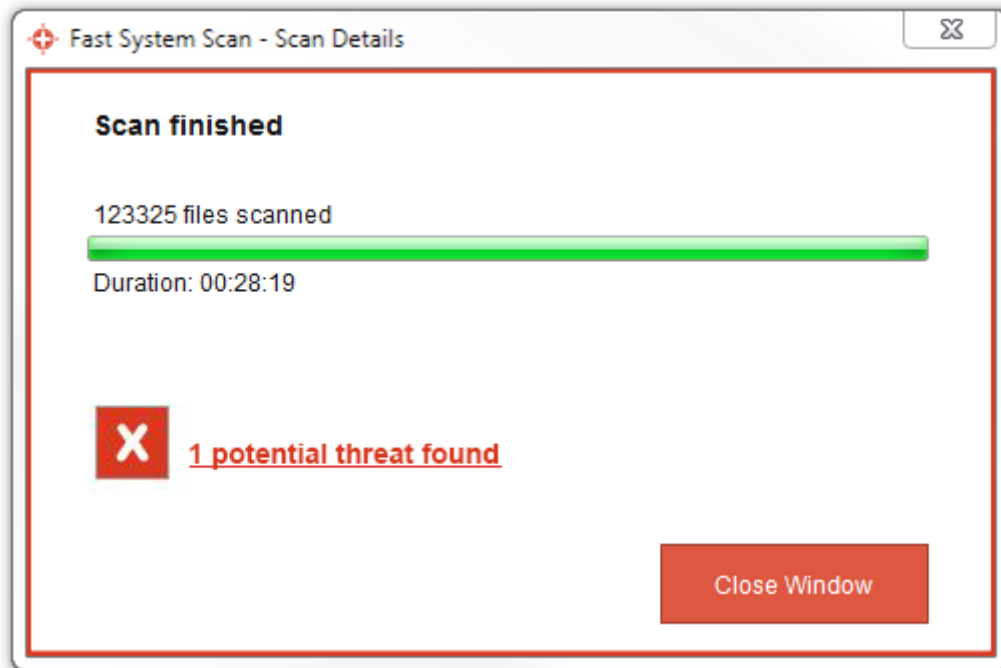 Fast System Scan - Scan Details
Scan finished
123325 files scanned
Duration: 00:28:19
1 potential threat found
Close Window